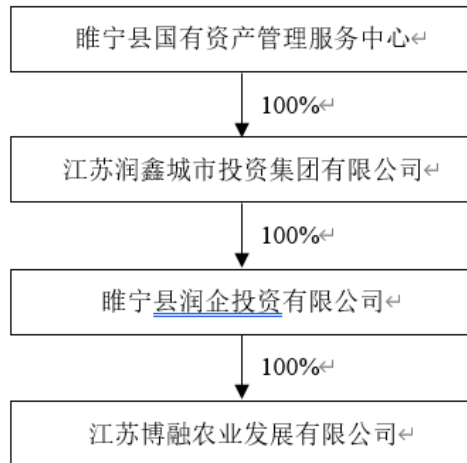 睢宁县国有资产管理服务中心↵
100%↵
江苏润鑫城市投资集团有限公司↵
100%↵
睢宁县润企投资有限公司↵
100%↵
江苏博融农业发展有限公司↵